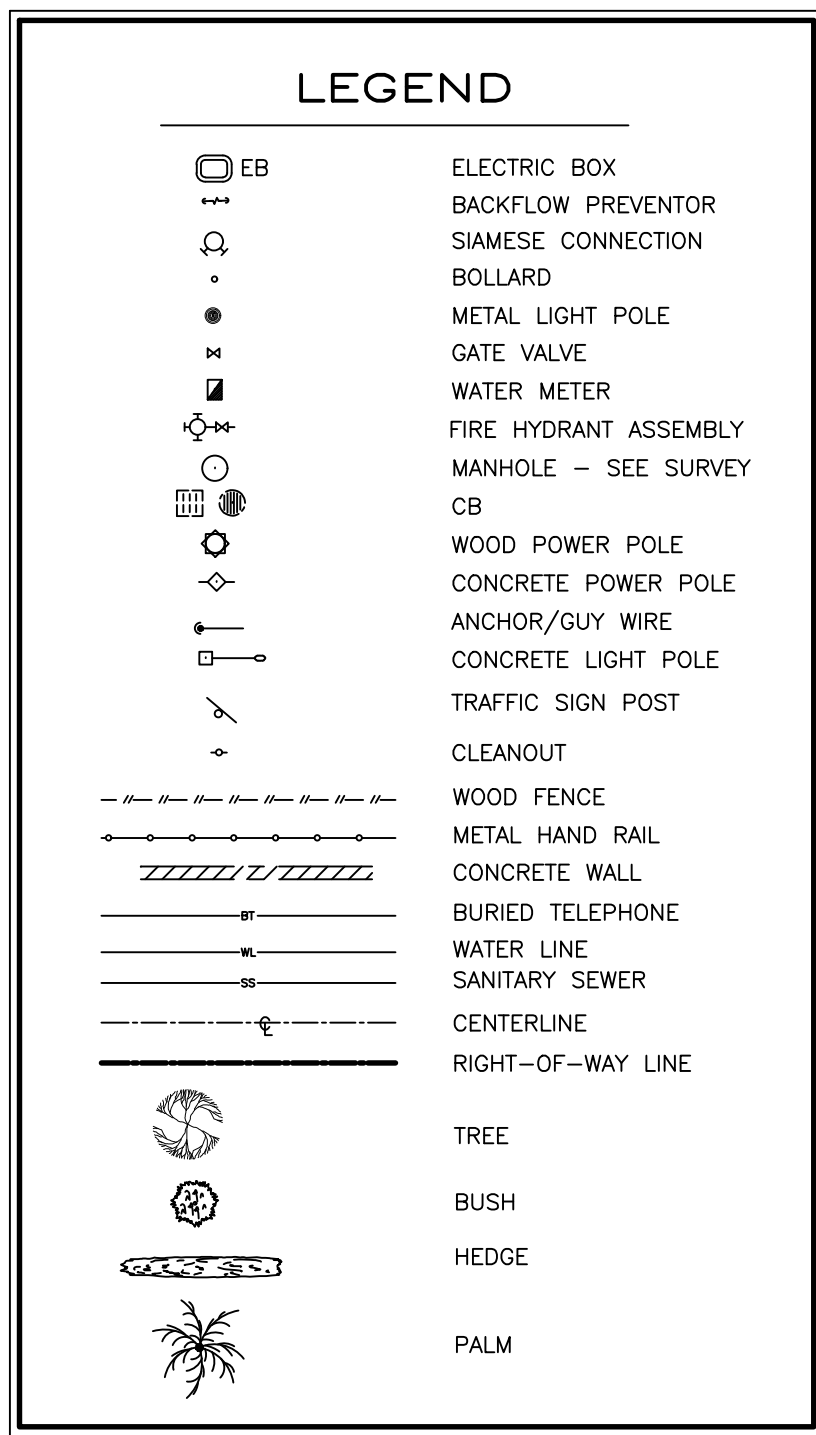 LEGEND
EB ELECTRIC BOX
BACKFLOW PREVENTOR
SIAMESE CONNECTION
BOLLARD
METAL LIGHT POLE
GATE VALVE
WATER METER
FIRE HYDRANT ASSEMBLY
MANHOLE – SEE SURVEY
CB
WOOD POWER POLE
CONCRETE POWER POLE
ANCHOR/GUY WIRE
CONCRETE LIGHT POLE
TRAFFIC SIGN POST
CLEANOUT
WOOD FENCE
METAL HAND RAIL
CONCRETE WALL
BT BURIED TELEPHONE
WL WATER LINE
SS SANITARY SEWER
℄ CENTERLINE
RIGHT–OF–WAY LINE
TREE
BUSH
HEDGE
PALM